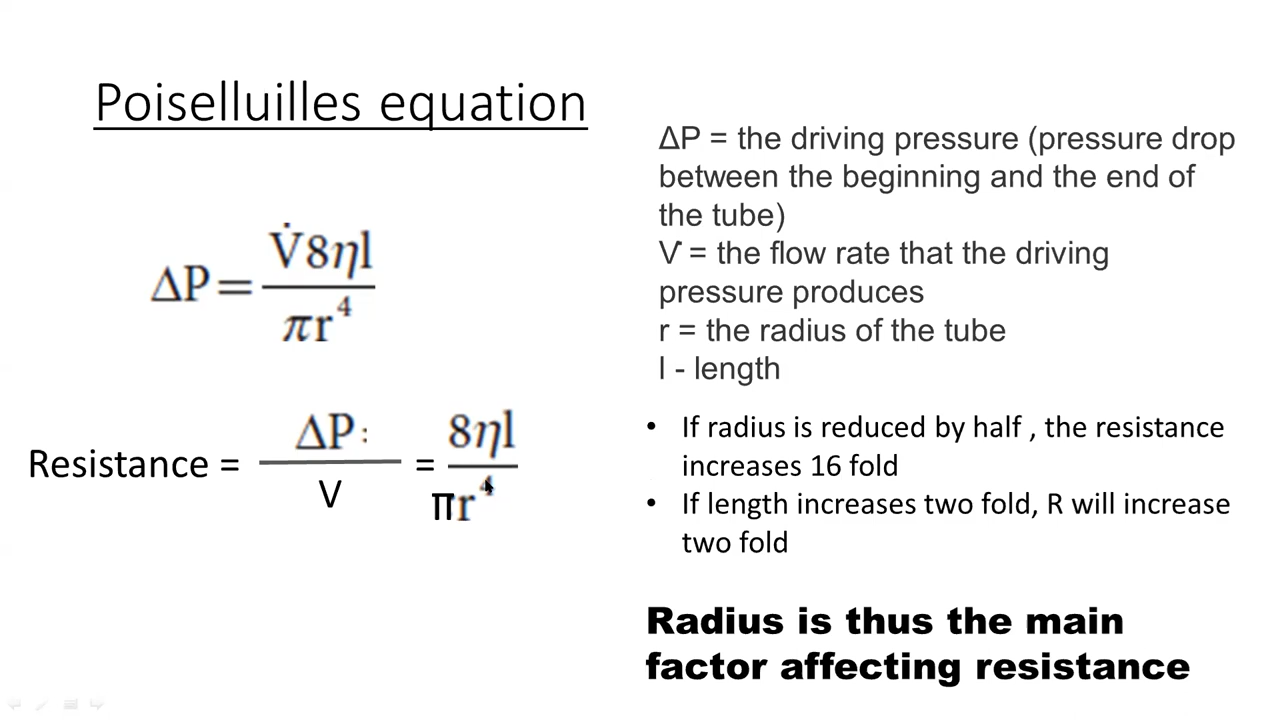 Poiselluilles equation
ΔP = V̇8ηl / πr⁴
Resistance = ΔP: / V = 8ηl / πr⁴
ΔP = the driving pressure (pressure drop
between the beginning and the end of
the tube)
V̇ = the flow rate that the driving
pressure produces
r = the radius of the tube
l - length
• If radius is reduced by half , the resistance
increases 16 fold
• If length increases two fold, R will increase
two fold
Radius is thus the main
factor affecting resistance